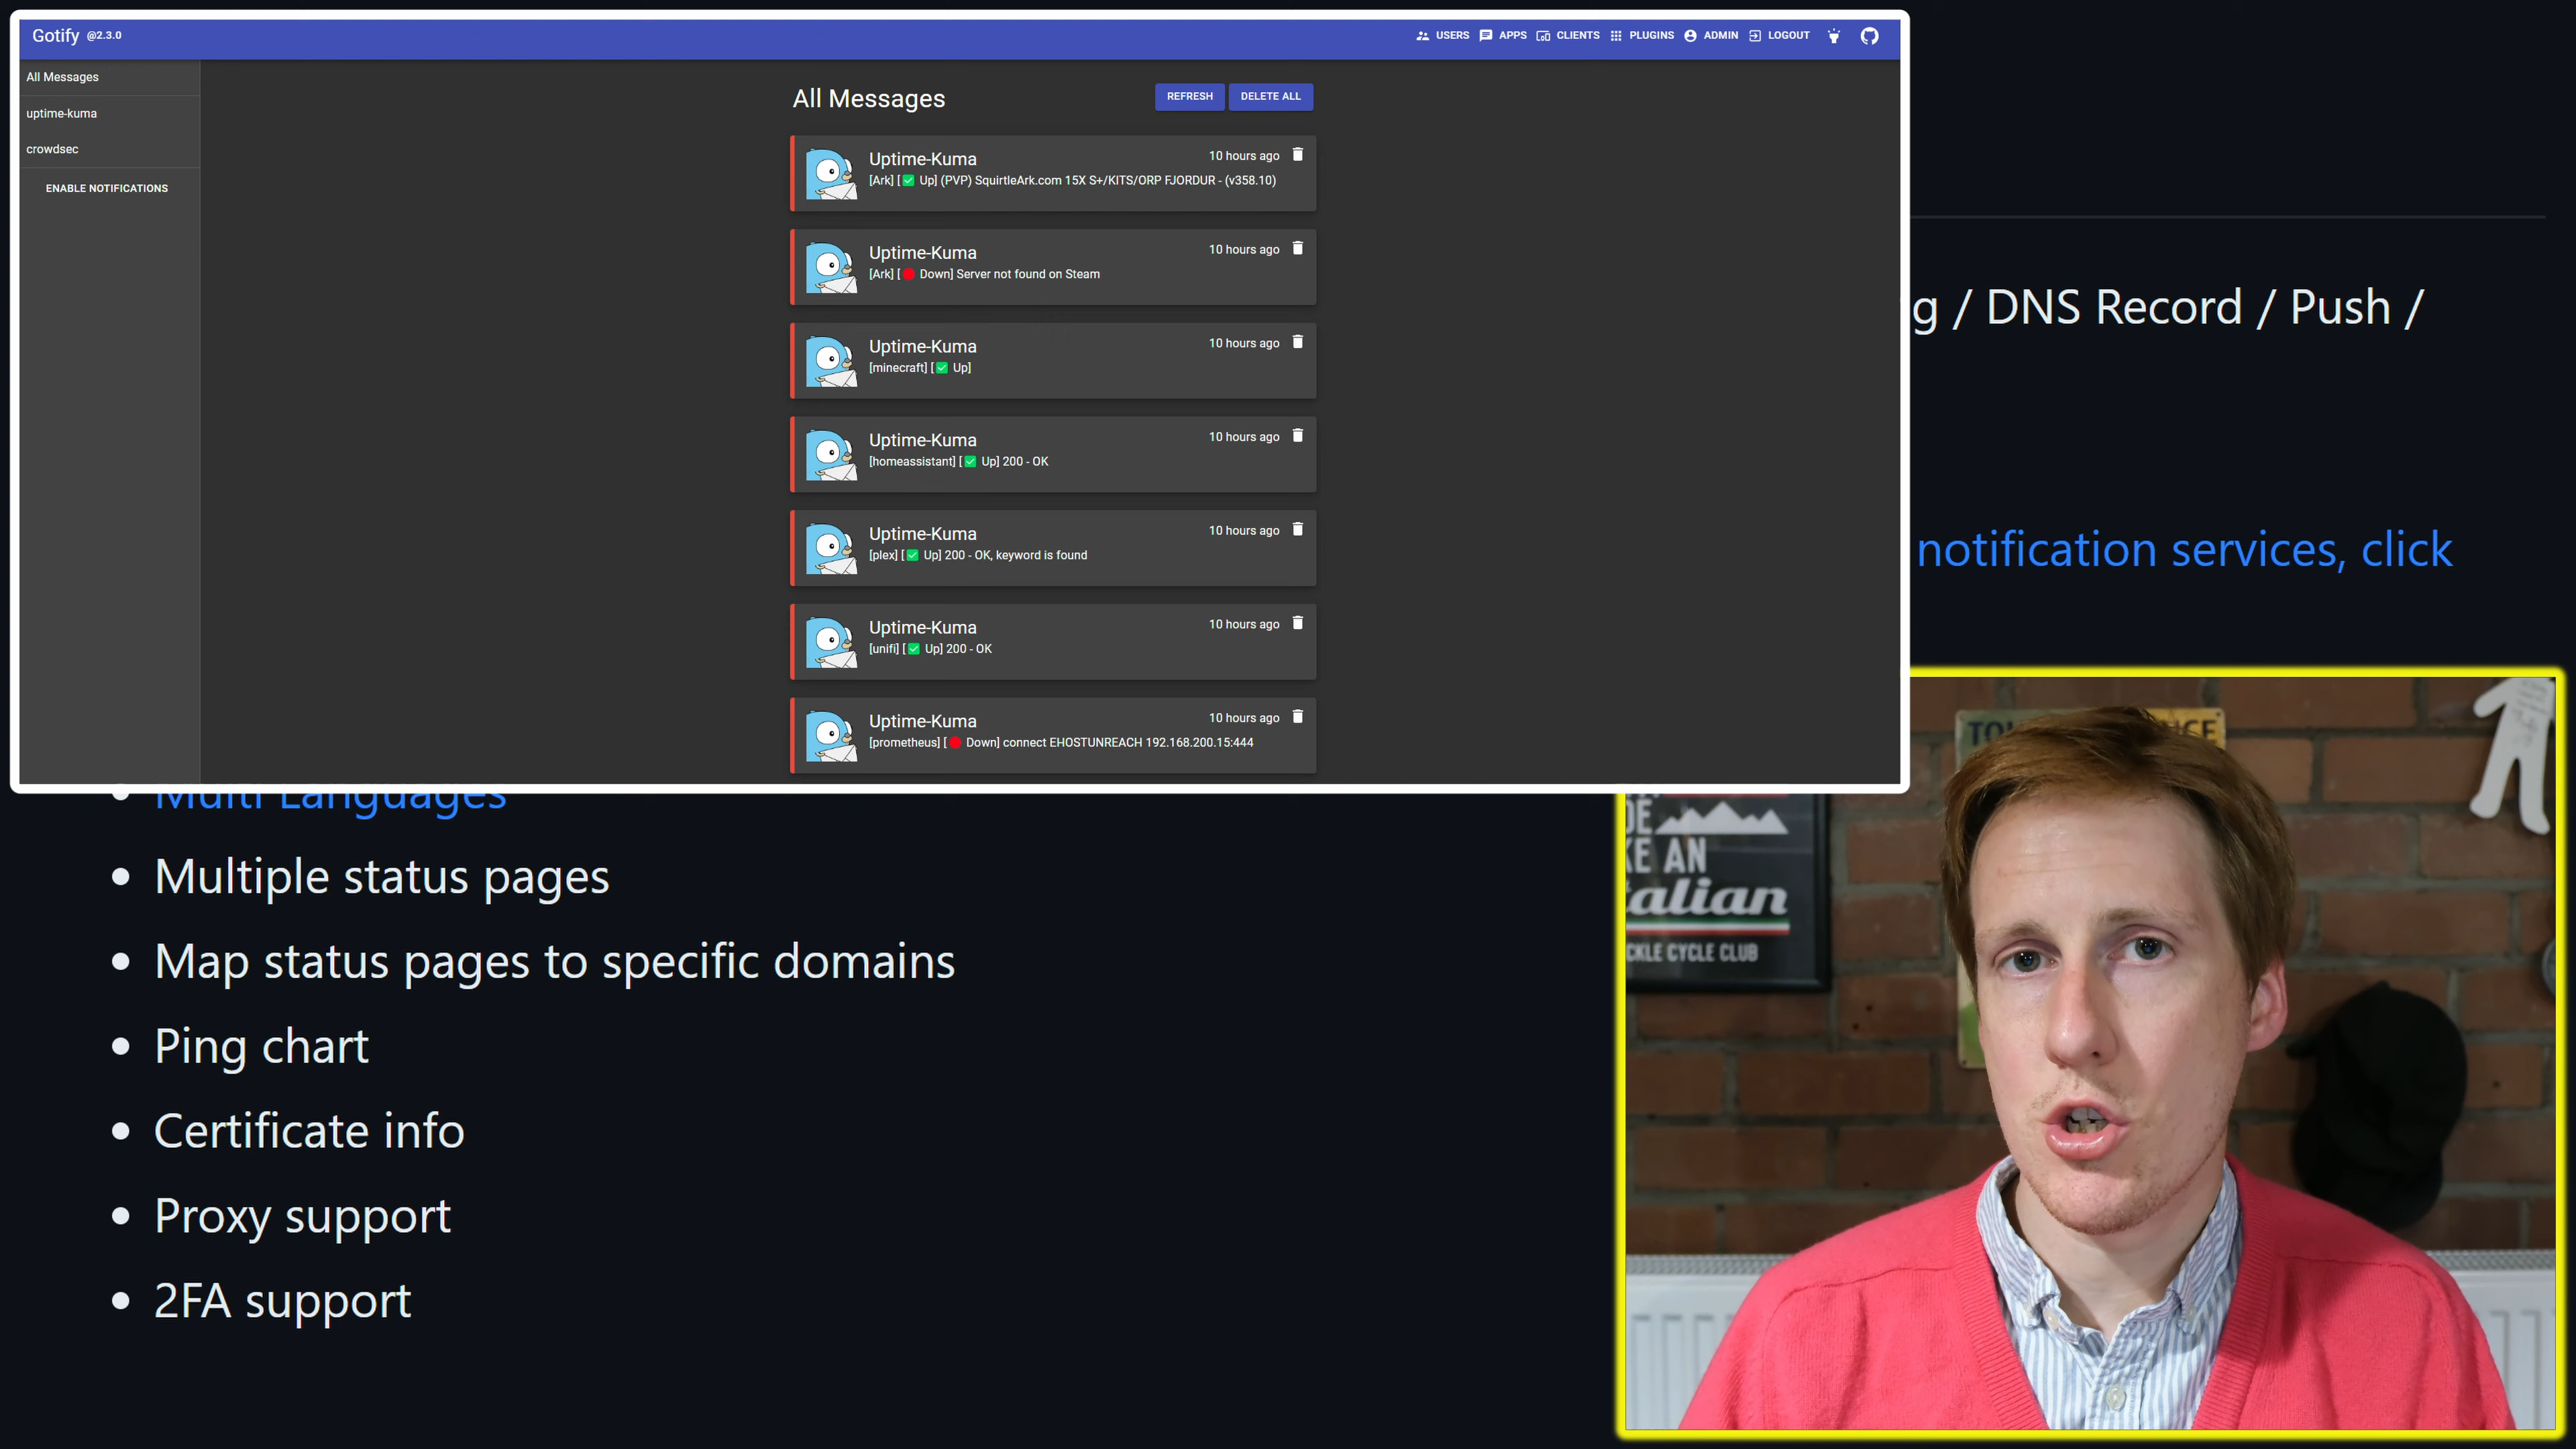 Gotify @2.3.0
USERS APPS CLIENTS PLUGINS ADMIN LOGOUT
All Messages
uptime-kuma
crowdsec
ENABLE NOTIFICATIONS
All Messages
REFRESH DELETE ALL
Uptime-Kuma 10 hours ago
[Ark] [✅ Up] (PVP) SquirtleArk.com 15X S+/KITS/ORP FJORDUR - (v358.10)
Uptime-Kuma 10 hours ago
[Ark] [🔴 Down] Server not found on Steam
Uptime-Kuma 10 hours ago
[minecraft] [✅ Up]
Uptime-Kuma 10 hours ago
[homeassistant] [✅ Up] 200 - OK
Uptime-Kuma 10 hours ago
[plex] [✅ Up] 200 - OK, keyword is found
Uptime-Kuma 10 hours ago
[unifi] [✅ Up] 200 - OK
Uptime-Kuma 10 hours ago
[prometheus] [🔴 Down] connect EHOSTUNREACH 192.168.200.15:444
g / DNS Record / Push /
notification services, click
Multi Languages
• Multiple status pages
• Map status pages to specific domains
• Ping chart
• Certificate info
• Proxy support
• 2FA support
KE AN
alian
CKLE CYCLE CLUB